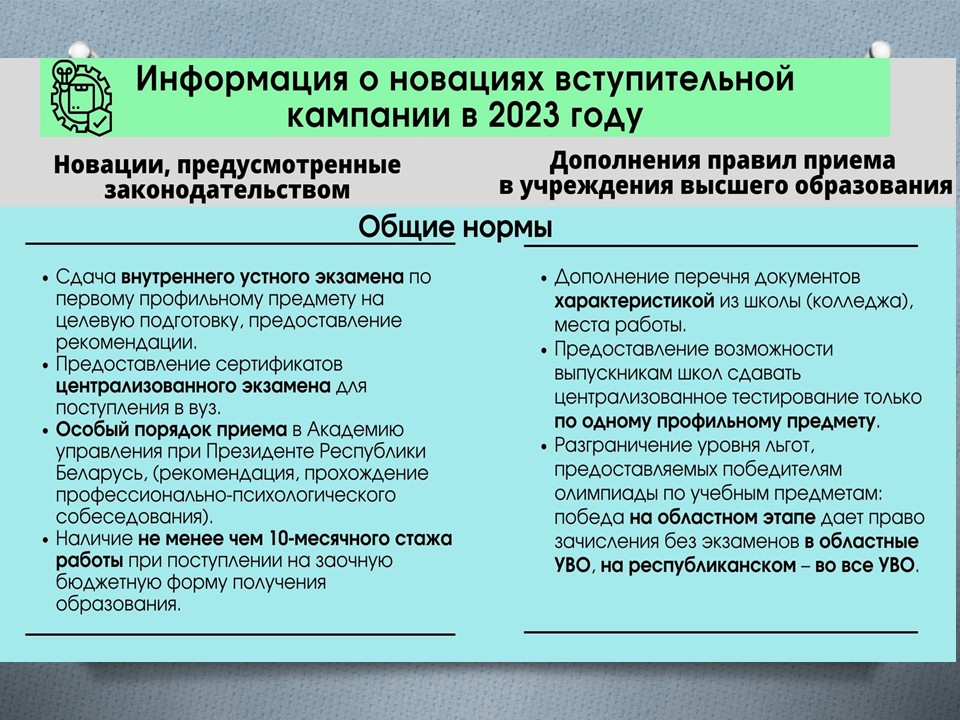 Информация о новациях вступительной
кампании в 2023 году
Новации, предусмотренные
законодательством
Дополнения правил приема
в учреждения высшего образования
Общие нормы
• Сдача внутреннего устного экзамена по
первому профильному предмету на
целевую подготовку, предоставление
рекомендации.
• Предоставление сертификатов
централизованного экзамена для
поступления в вуз.
• Особый порядок приема в Академию
управления при Президенте Республики
Беларусь, (рекомендация, прохождение
профессионально-психологического
собеседования).
• Наличие не менее чем 10-месячного стажа
работы при поступлении на заочную
бюджетную форму получения
образования.
• Дополнение перечня документов
характеристикой из школы (колледжа),
места работы.
• Предоставление возможности
выпускникам школ сдавать
централизованное тестирование только
по одному профильному предмету.
• Разграничение уровня льгот,
предоставляемых победителям
олимпиады по учебным предметам:
победа на областном этапе дает право
зачисления без экзаменов в областные
УВО, на республиканском – во все УВО.